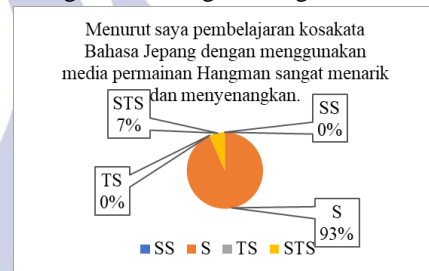 Menurut saya pembelajaran kosakata
Bahasa Jepang dengan menggunakan
media permainan Hangman sangat menarik
dan menyenangkan.
STS
7%
SS
0%
TS
0%
S
93%
SS S TS STS